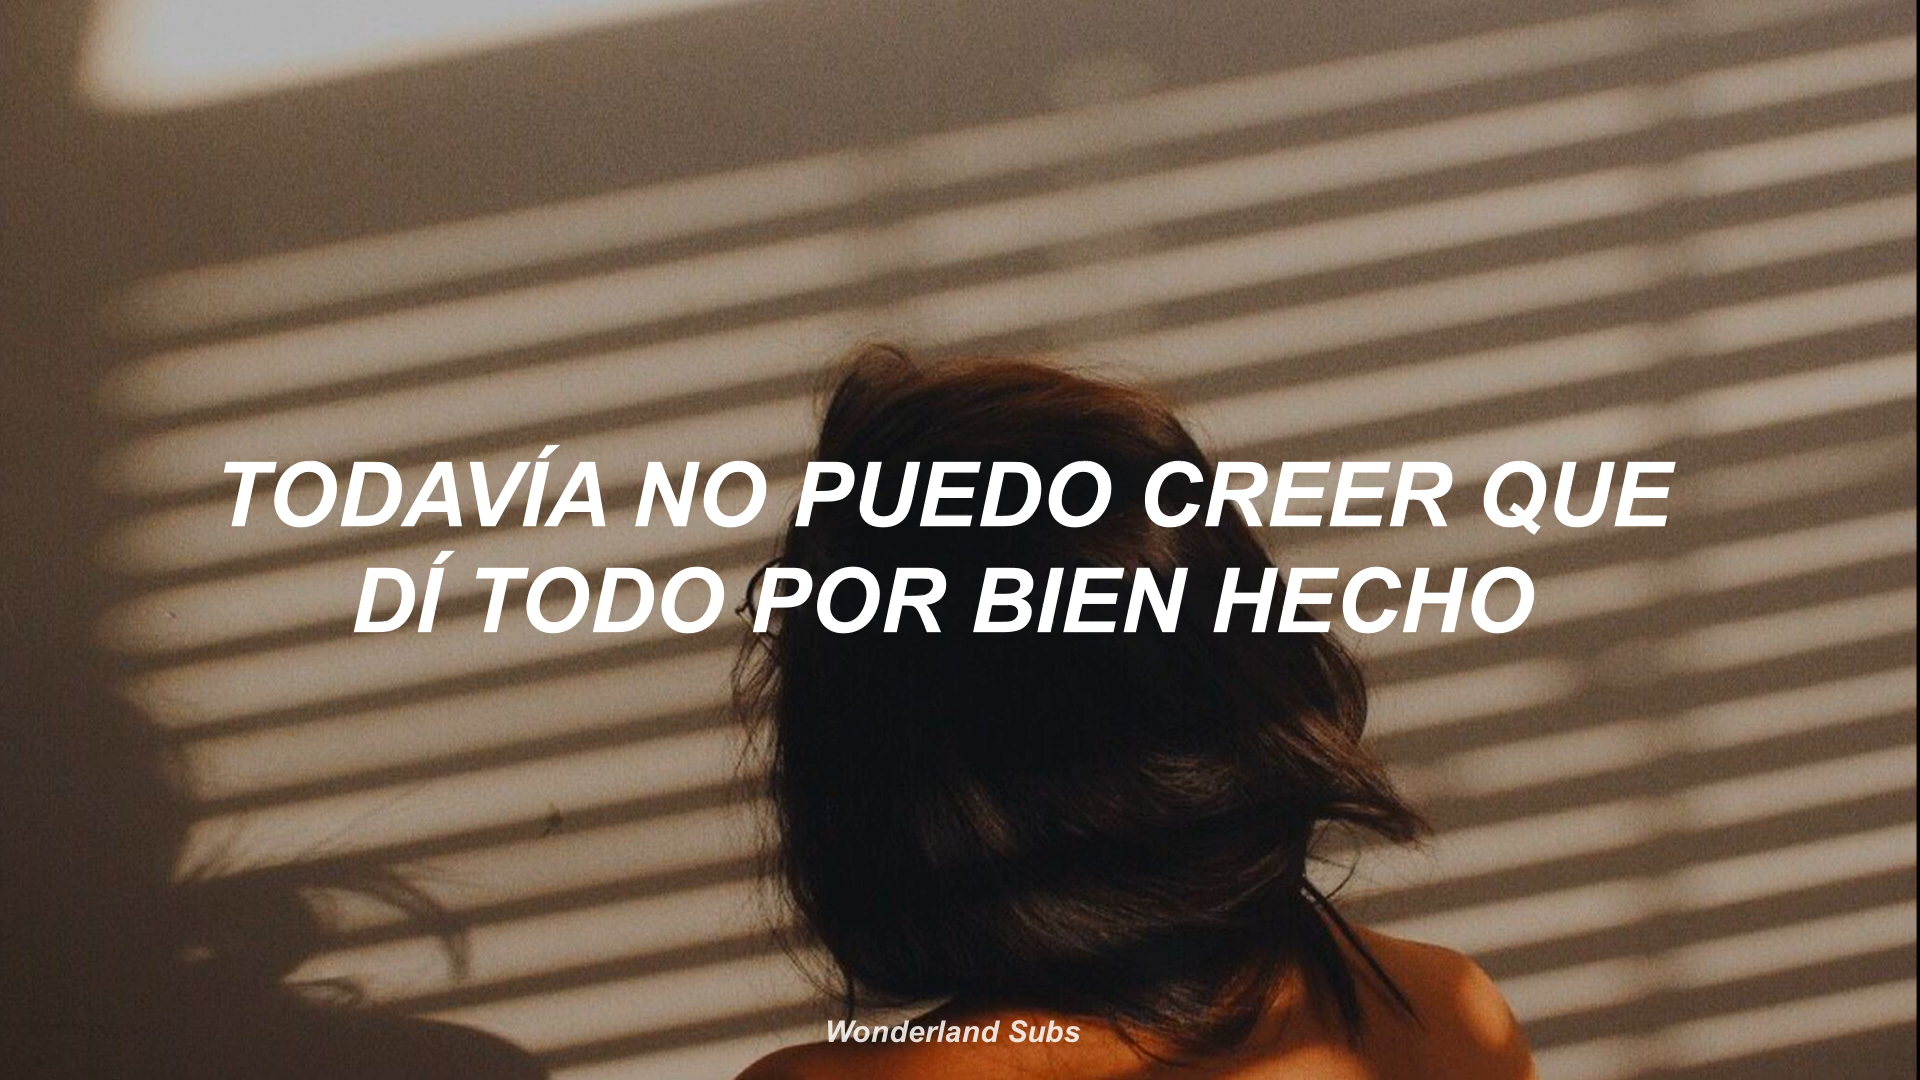 TODAVÍA NO PUEDO CREER QUE
DÍ TODO POR BIEN HECHO
Wonderland Subs